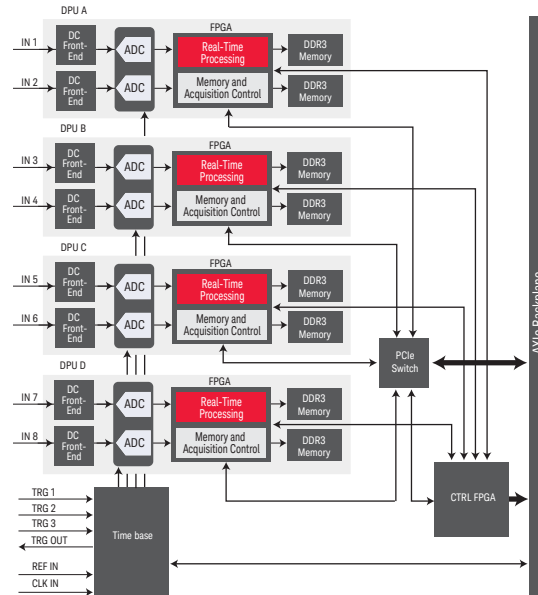 DPU A
FPGA
IN 1
DC
Front-
End
ADC
Real-Time
Processing
DDR3
Memory
IN 2
DC
Front-
End
ADC
Memory and
Acquisition Control
DDR3
Memory
DPU B
FPGA
IN 3
DC
Front-
End
ADC
Real-Time
Processing
DDR3
Memory
IN 4
DC
Front-
End
ADC
Memory and
Acquisition Control
DDR3
Memory
DPU C
FPGA
IN 5
DC
Front-
End
ADC
Real-Time
Processing
DDR3
Memory
IN 6
DC
Front-
End
ADC
Memory and
Acquisition Control
DDR3
Memory
PCIe
Switch
AXIe Backplane
DPU D
FPGA
IN 7
DC
Front-
End
ADC
Real-Time
Processing
DDR3
Memory
IN 8
DC
Front-
End
ADC
Memory and
Acquisition Control
DDR3
Memory
TRG 1
TRG 2
TRG 3
TRG OUT
REF IN
CLK IN
Time base
CTRL FPGA